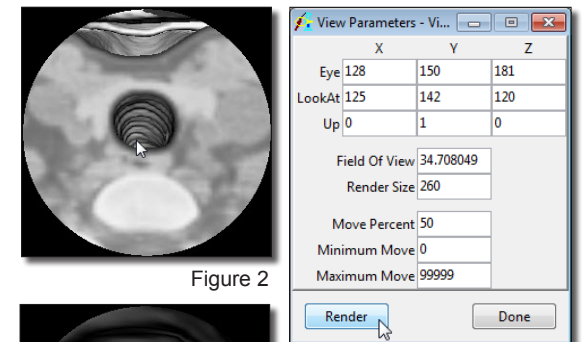 View Parameters - Vi...
X Y Z
Eye 128 150 181
LookAt 125 142 120
Up 0 1 0
Field Of View 34.708049
Render Size 260
Move Percent 50
Minimum Move 0
Maximum Move 99999
Render Done
Figure 2